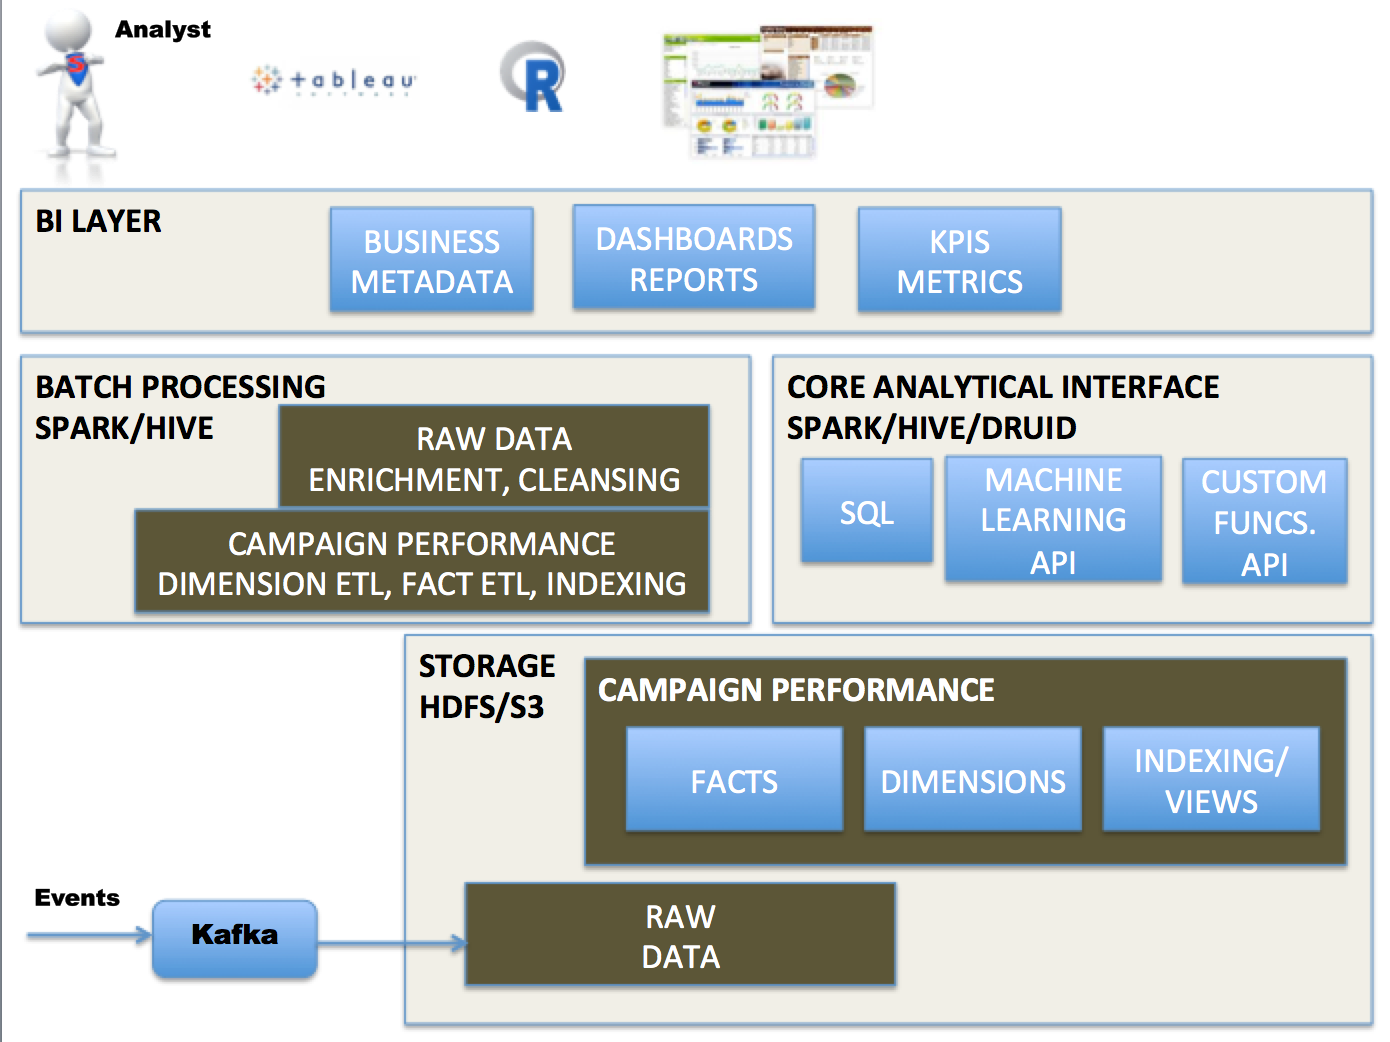 Analyst
+ableau
SOFTWARE
R
S
BI LAYER
BUSINESS
METADATA
DASHBOARDS
REPORTS
KPIS
METRICS
BATCH PROCESSING
SPARK/HIVE
RAW DATA
ENRICHMENT, CLEANSING
CAMPAIGN PERFORMANCE
DIMENSION ETL, FACT ETL, INDEXING
CORE ANALYTICAL INTERFACE
SPARK/HIVE/DRUID
SQL
MACHINE
LEARNING
API
CUSTOM
FUNCS.
API
STORAGE
HDFS/S3
CAMPAIGN PERFORMANCE
FACTS
DIMENSIONS
INDEXING/
VIEWS
Events
Kafka
RAW
DATA